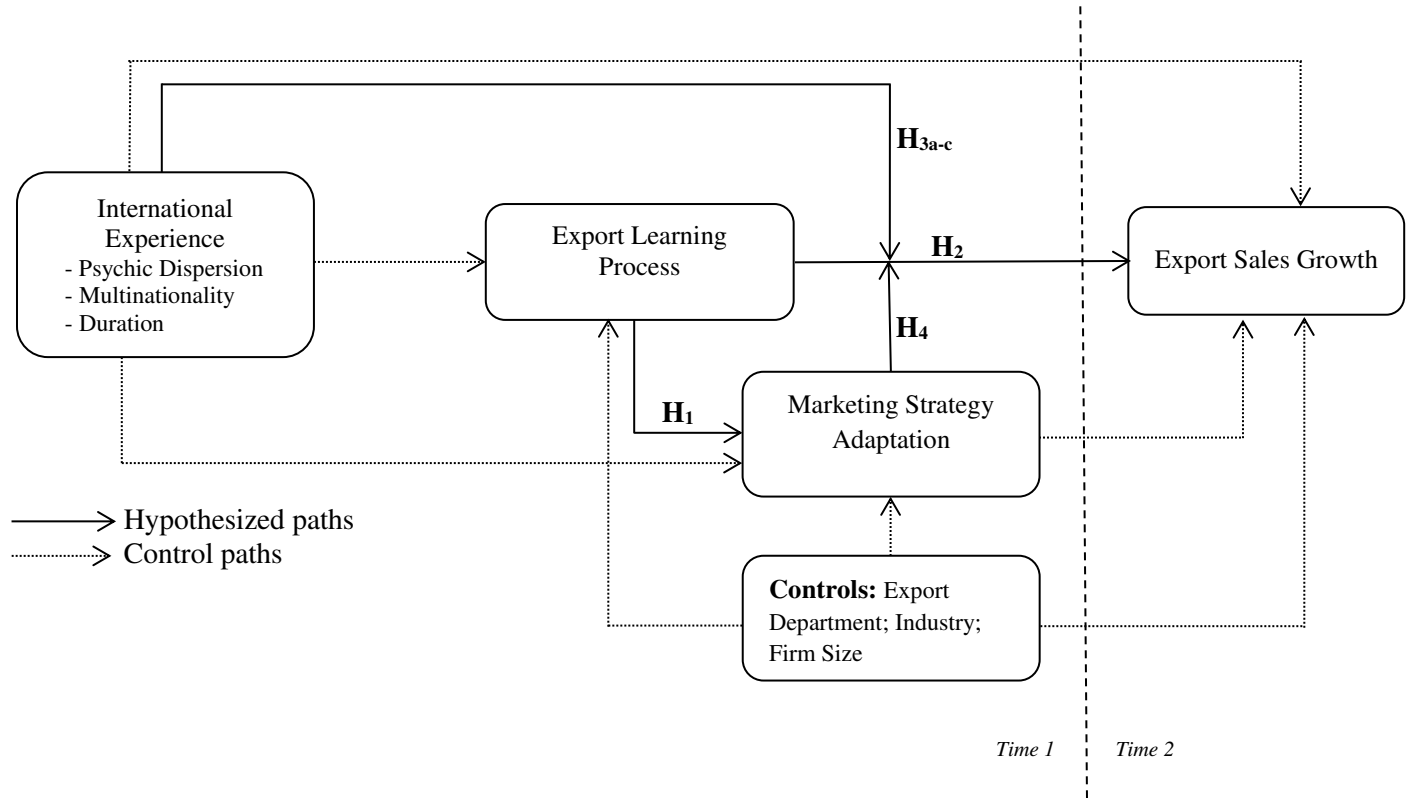 H3a-c
International
Experience
- Psychic Dispersion
- Multinationality
- Duration
Export Learning
Process
H2
Export Sales Growth
H4
H1
Marketing Strategy
Adaptation
Hypothesized paths
Control paths
Controls: Export
Department; Industry;
Firm Size
Time 1
Time 2